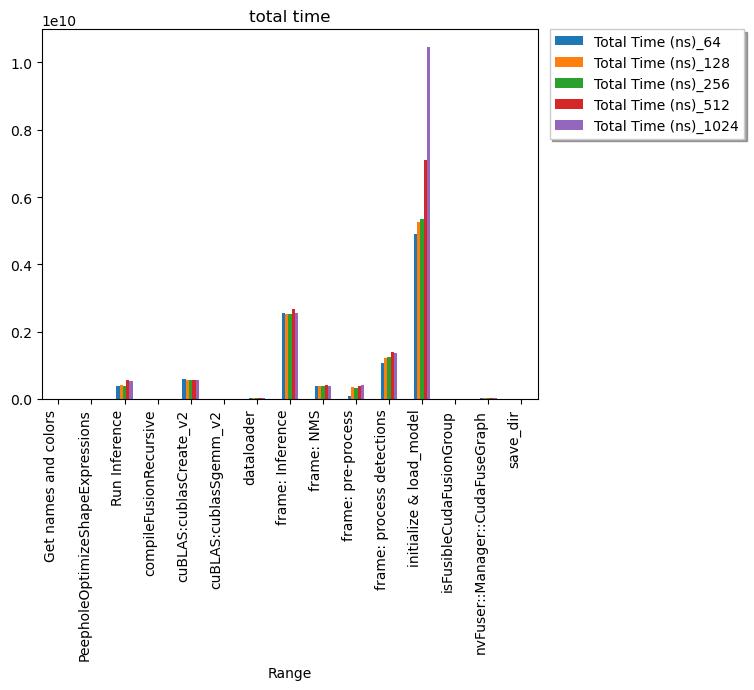 total time
1e10
1.0
0.8
0.6
0.4
0.2
0.0
Total Time (ns)_64
Total Time (ns)_128
Total Time (ns)_256
Total Time (ns)_512
Total Time (ns)_1024
Get names and colors
PeepholeOptimizeShapeExpressions
Run Inference
compileFusionRecursive
cuBLAS:cublasCreate_v2
cuBLAS:cublasSgemm_v2
dataloader
frame: Inference
frame: NMS
frame: pre-process
frame: process detections
initialize & load_model
isFusibleCudaFusionGroup
nvFuser::Manager::CudaFuseGraph
save_dir
Range